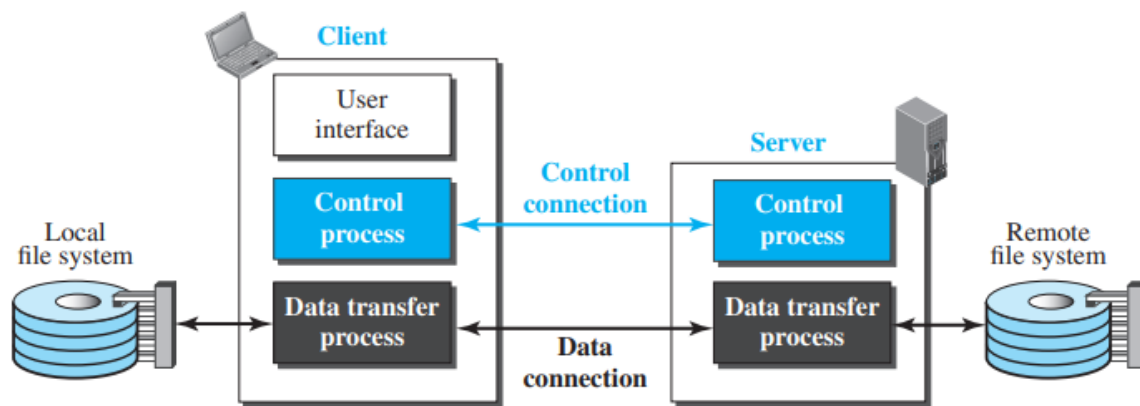 Client
User
interface
Server
Control
connection
Control
process
Control
process
Local
file system
Remote
file system
Data transfer
process
Data transfer
process
Data
connection